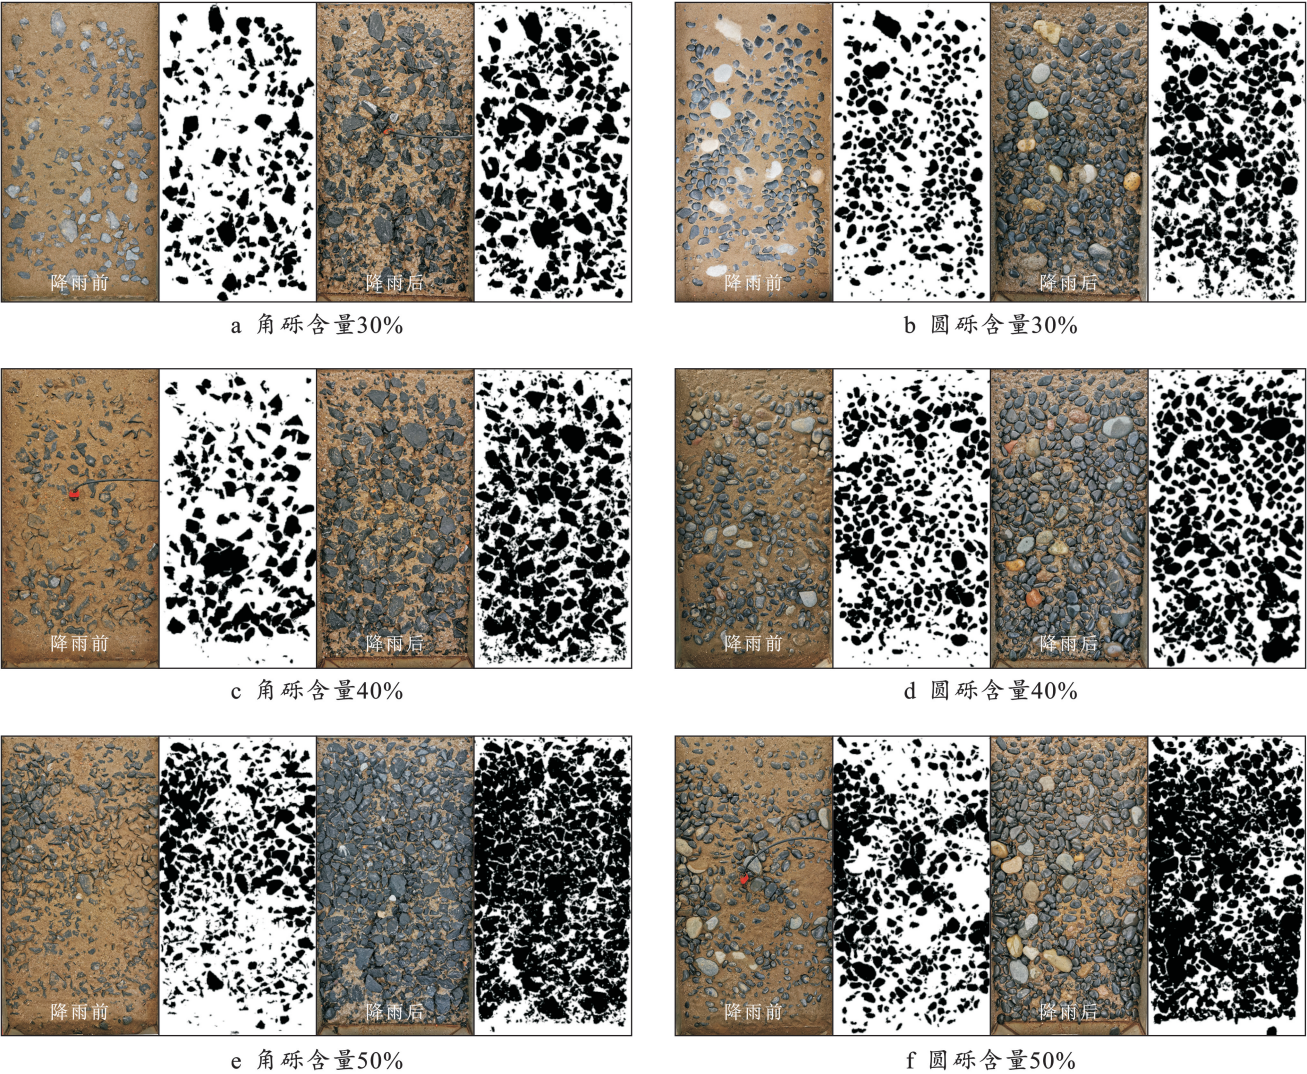 降雨前
降雨后
降雨前
降雨后
a 角砾含量30%
b 圆砾含量30%
降雨前
降雨后
降雨前
降雨后
c 角砾含量40%
d 圆砾含量40%
降雨前
降雨后
降雨前
降雨后
e 角砾含量50%
f 圆砾含量50%